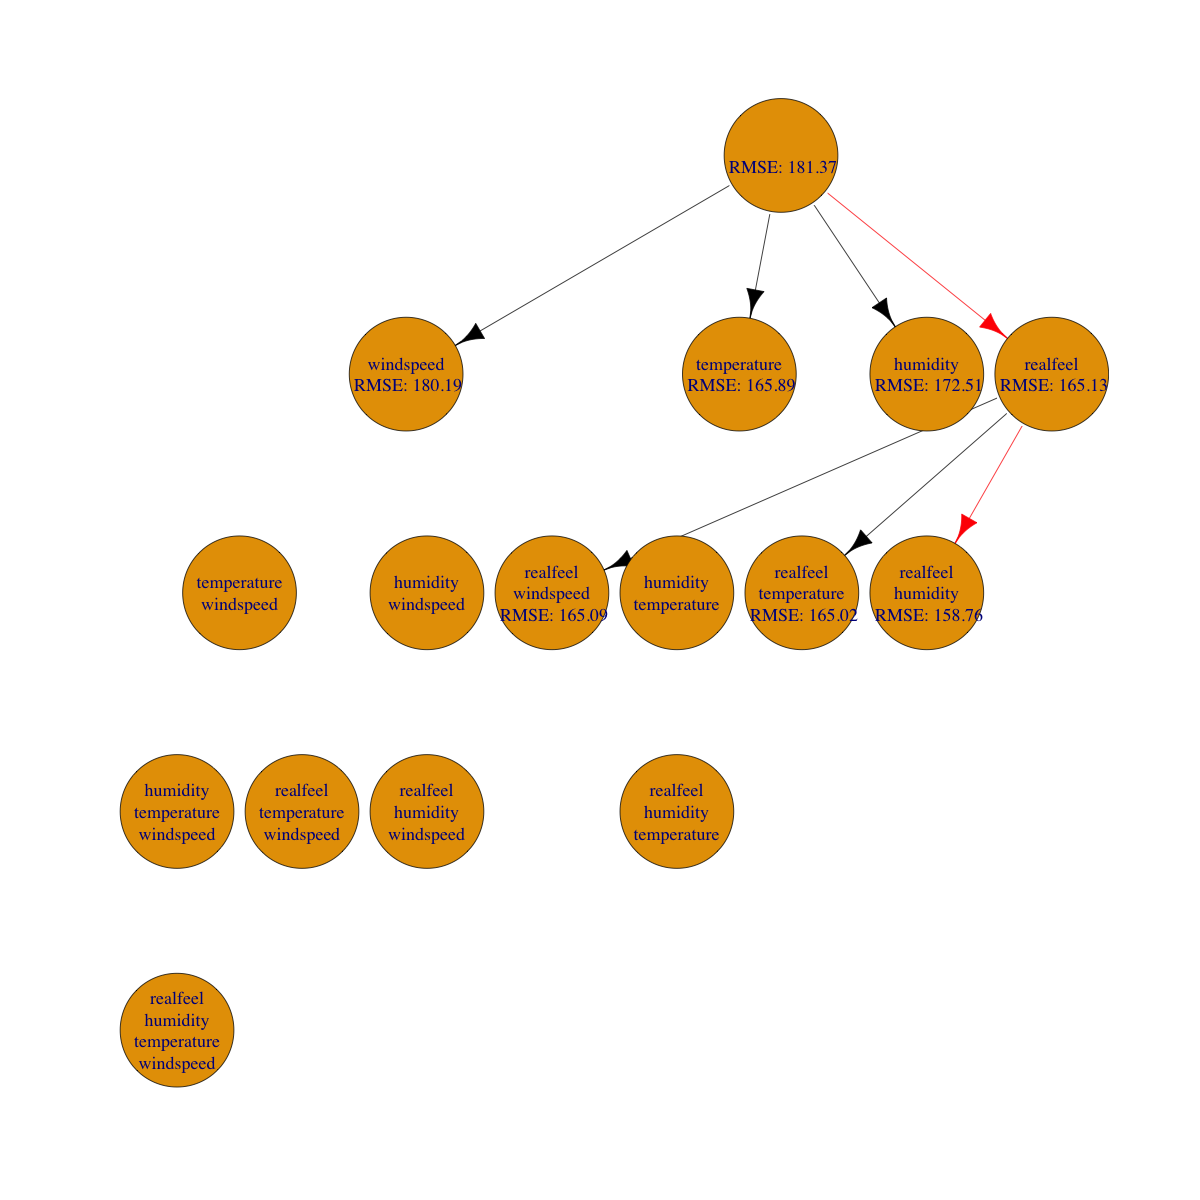 RMSE: 181.37
windspeed
RMSE: 180.19
temperature
RMSE: 165.89
humidity
RMSE: 172.51
realfeel
RMSE: 165.13
temperature
windspeed
humidity
windspeed
realfeel
windspeed
RMSE: 165.09
humidity
temperature
realfeel
temperature
RMSE: 165.02
realfeel
humidity
RMSE: 158.76
humidity
temperature
windspeed
realfeel
temperature
windspeed
realfeel
humidity
windspeed
realfeel
humidity
temperature
realfeel
humidity
temperature
windspeed